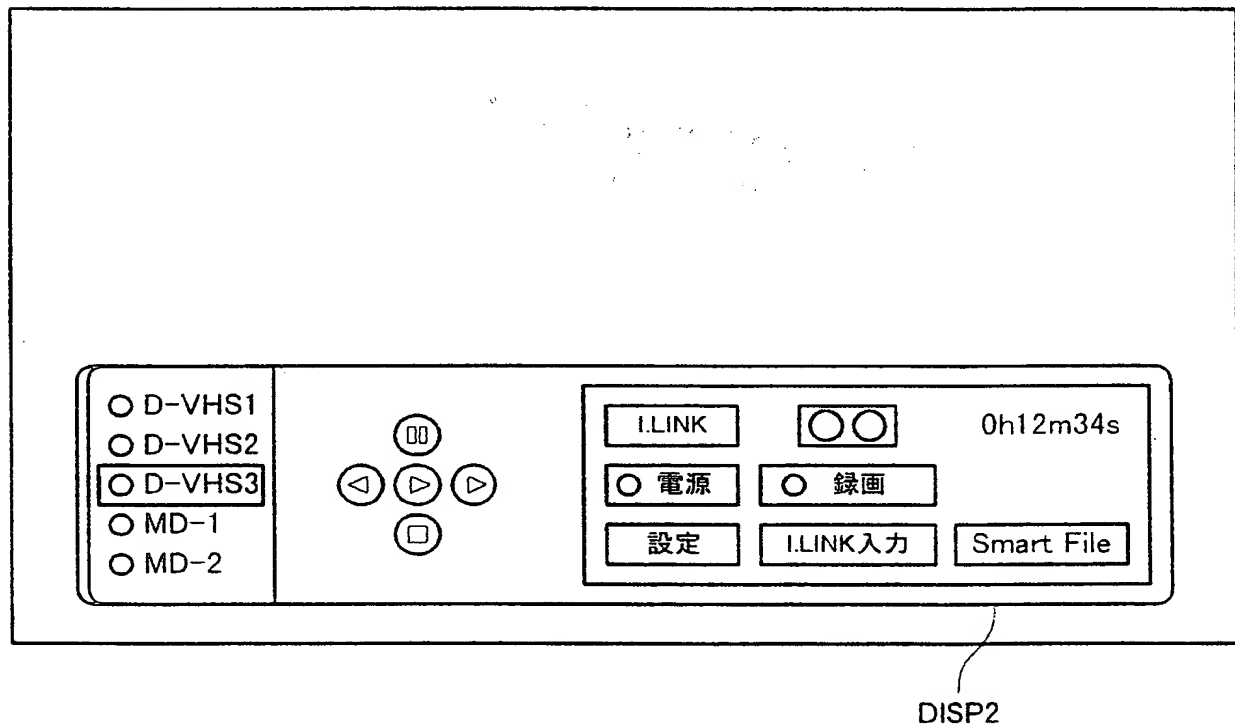 D-VHS1
D-VHS2
D-VHS3
MD-1
MD-2
I.LINK
0h12m34s
電源
録画
設定
I.LINK入力
Smart File
DISP2